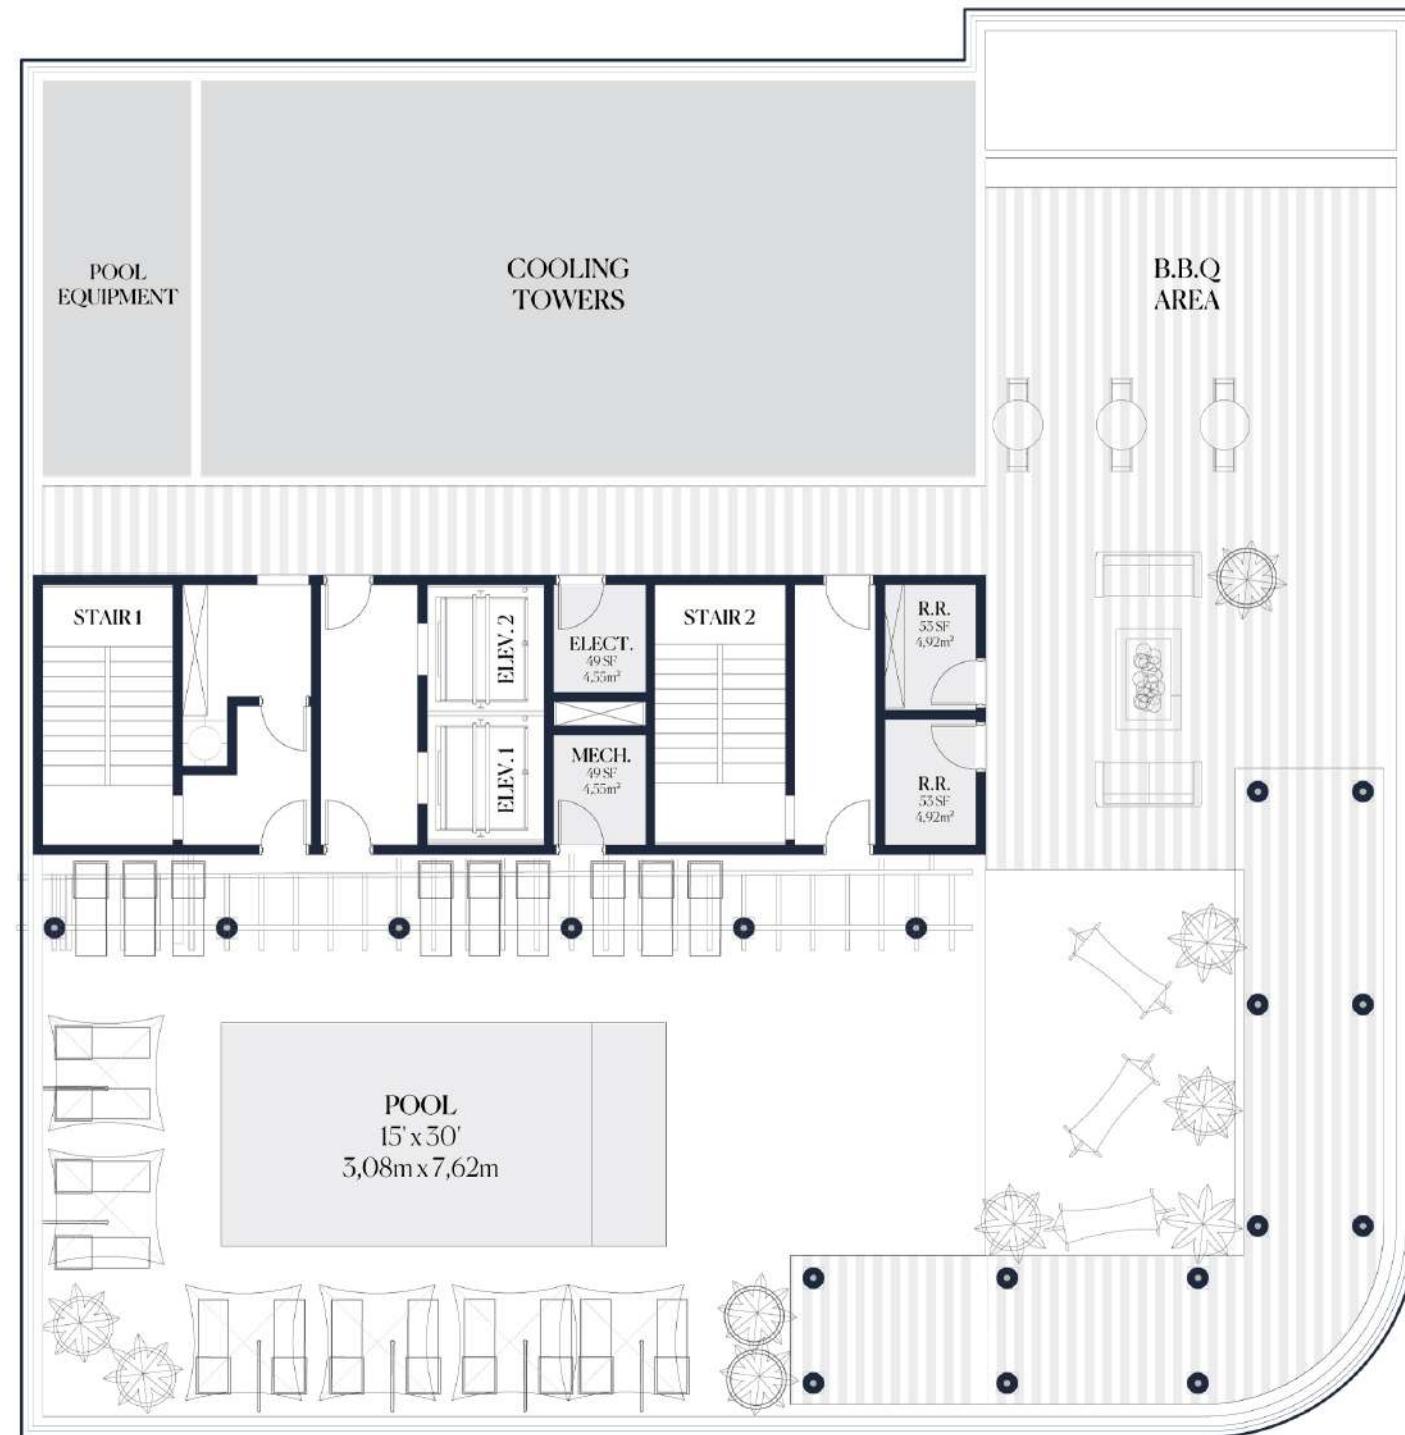 POOL
EQUIPMENT
COOLING
TOWERS
B.B.Q
AREA
STAIR 1
ELEV. 2
ELECT.
49 SF
4,55m²
STAIR 2
R.R.
53 SF
4,92m²
ELEV. 1
MECH.
49 SF
4,55m²
R.R.
53 SF
4,92m²
POOL
15' x 30'
3,08m x 7,62m